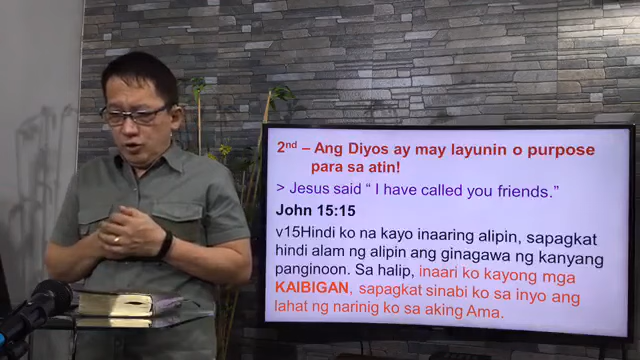 2nd – Ang Diyos ay may layunin o purpose
para sa atin!
> Jesus said “ I have called you friends.”
John 15:15
v15Hindi ko na kayo inaaring alipin, sapagkat
hindi alam ng alipin ang ginagawa ng kanyang
panginoon. Sa halip, inaari ko kayong mga
KAIBIGAN, sapagkat sinabi ko sa inyo ang
lahat ng narinig ko sa aking Ama.